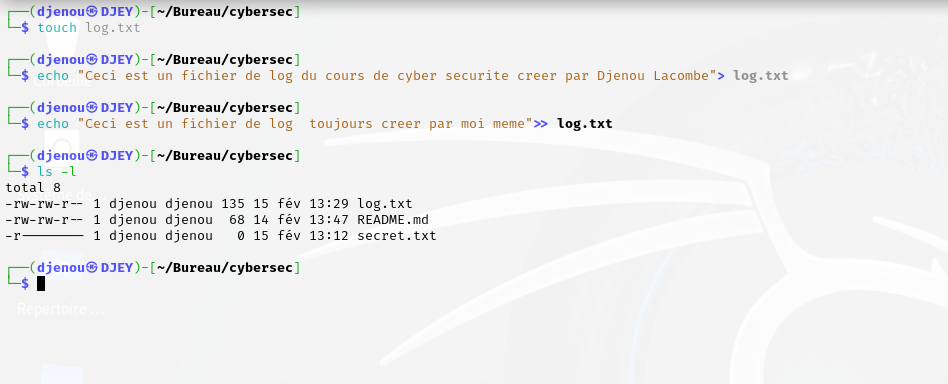 ┌──(djenou㉿DJEY)-[~/Bureau/cybersec]
└─$ touch log.txt
┌──(djenou㉿DJEY)-[~/Bureau/cybersec]
└─$ echo "Ceci est un fichier de log du cours de cyber securite creer par Djenou Lacombe"> log.txt
┌──(djenou㉿DJEY)-[~/Bureau/cybersec]
└─$ echo "Ceci est un fichier de log  toujours creer par moi meme">> log.txt
┌──(djenou㉿DJEY)-[~/Bureau/cybersec]
└─$ ls -l
total 8
-rw-rw-r-- 1 djenou djenou 135 15 fév 13:29 log.txt
-rw-rw-r-- 1 djenou djenou  68 14 fév 13:47 README.md
-r-------- 1 djenou djenou   0 15 fév 13:12 secret.txt
┌──(djenou㉿DJEY)-[~/Bureau/cybersec]
└─$
Répertoire ...